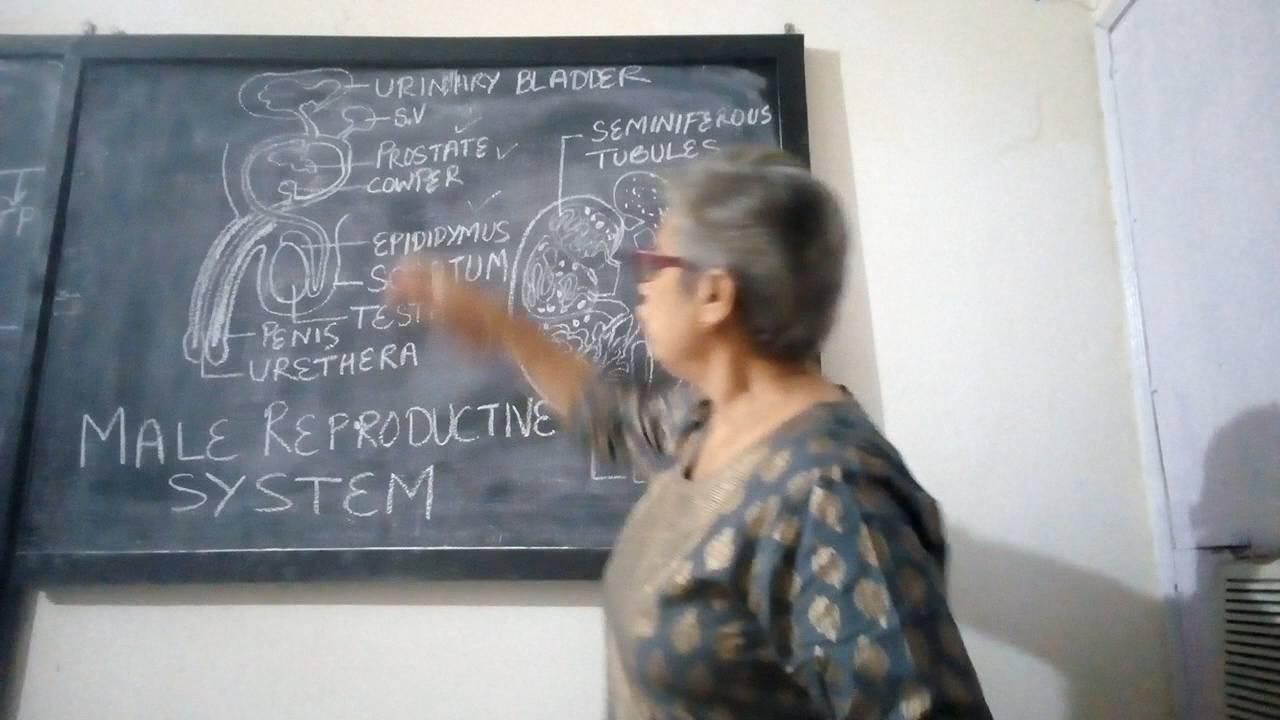 URINARY BLADDER
S.V
PROSTATE
COWPER
EPIDIDYMUS
PENIS
URETHERA
SEMINIFEROUS
TUBULES
MALE REPRODUCTIVE
SYSTEM